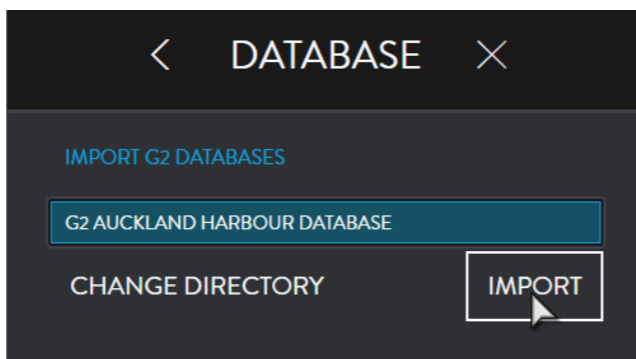 DATABASE
IMPORT G2 DATABASES
G2 AUCKLAND HARBOUR DATABASE
CHANGE DIRECTORY IMPORT